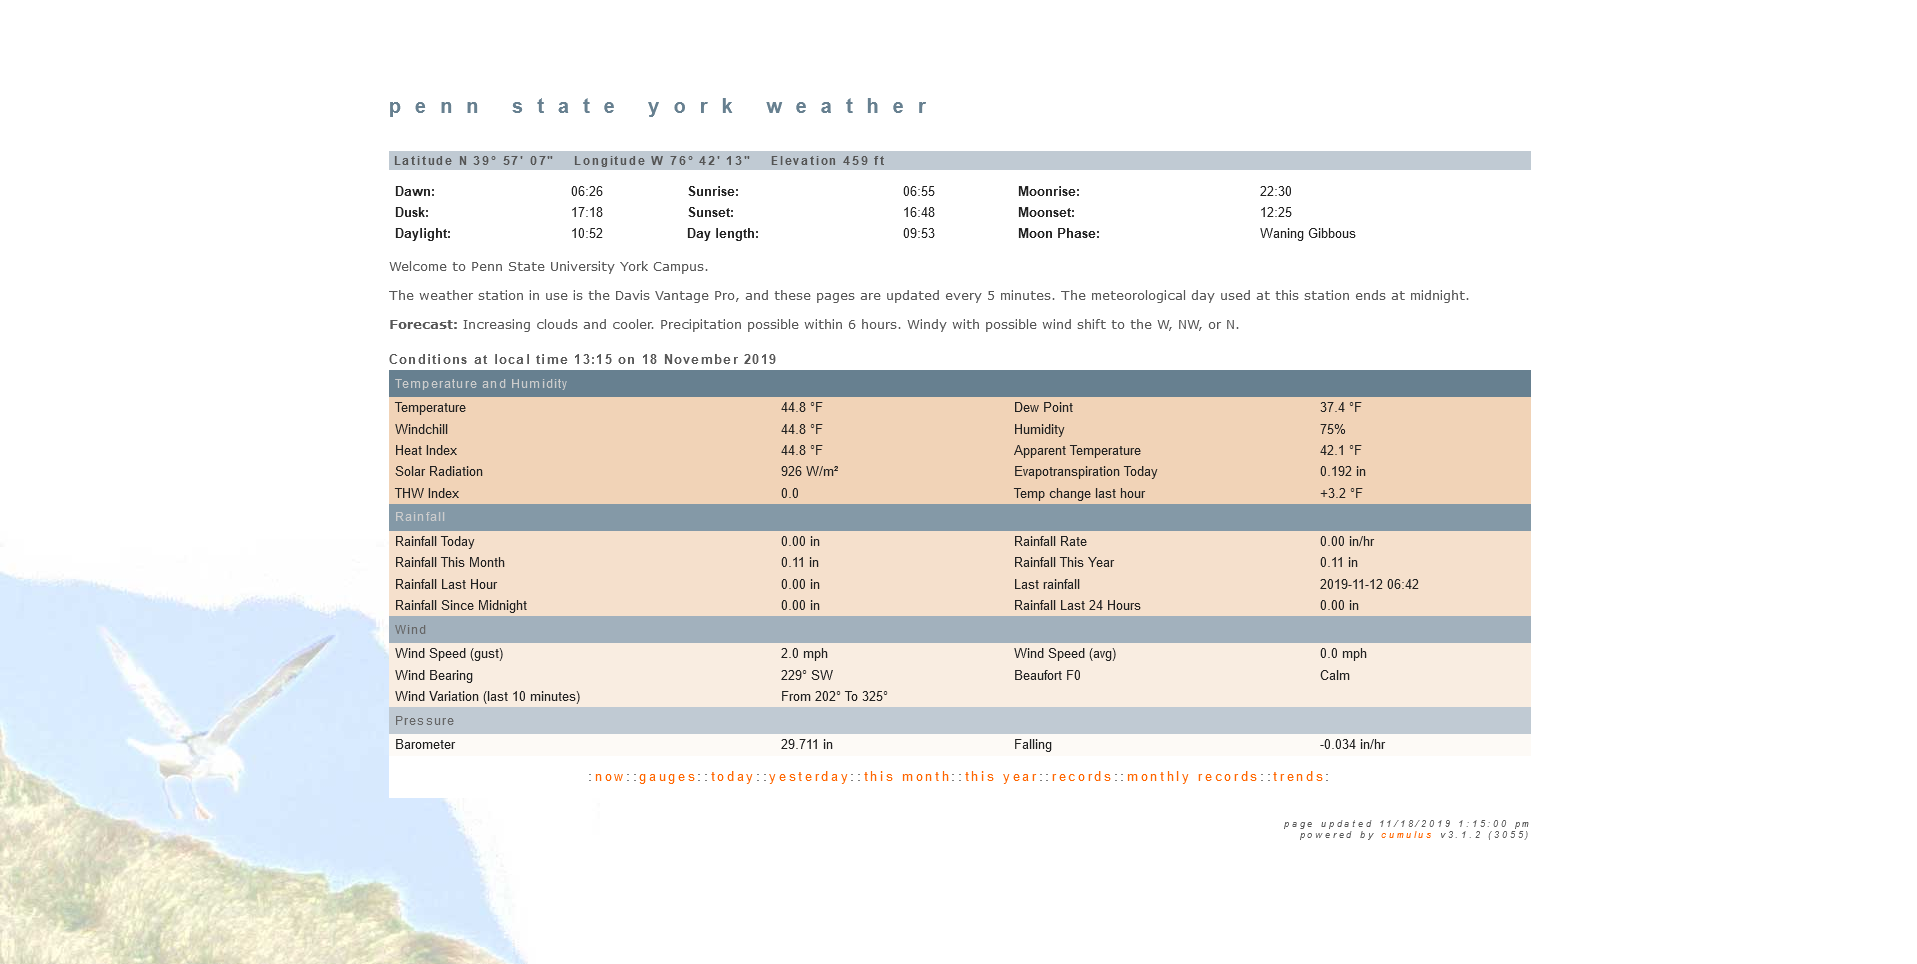 penn state york weather
Latitude N 39° 57' 07" Longitude W 76° 42' 13" Elevation 459 ft
Dawn: 06:26 Sunrise: 06:55 Moonrise: 22:30
Dusk: 17:18 Sunset: 16:48 Moonset: 12:25
Daylight: 10:52 Day length: 09:53 Moon Phase: Waning Gibbous
Welcome to Penn State University York Campus.
The weather station in use is the Davis Vantage Pro, and these pages are updated every 5 minutes. The meteorological day used at this station ends at midnight.
Forecast: Increasing clouds and cooler. Precipitation possible within 6 hours. Windy with possible wind shift to the W, NW, or N.
Conditions at local time 13:15 on 18 November 2019
Temperature and Humidity
Temperature 44.8 °F Dew Point 37.4 °F
Windchill 44.8 °F Humidity 75%
Heat Index 44.8 °F Apparent Temperature 42.1 °F
Solar Radiation 926 W/m² Evapotranspiration Today 0.192 in
THW Index 0.0 Temp change last hour +3.2 °F
Rainfall
Rainfall Today 0.00 in Rainfall Rate 0.00 in/hr
Rainfall This Month 0.11 in Rainfall This Year 0.11 in
Rainfall Last Hour 0.00 in Last rainfall 2019-11-12 06:42
Rainfall Since Midnight 0.00 in Rainfall Last 24 Hours 0.00 in
Wind
Wind Speed (gust) 2.0 mph Wind Speed (avg) 0.0 mph
Wind Bearing 229° SW Beaufort F0 Calm
Wind Variation (last 10 minutes) From 202° To 325°
Pressure
Barometer 29.711 in Falling -0.034 in/hr
:now::gauges::today::yesterday::this month::this year::records::monthly records::trends:
page updated 11/18/2019 1:15:00 pm
powered by cumulus v3.1.2 (3055)